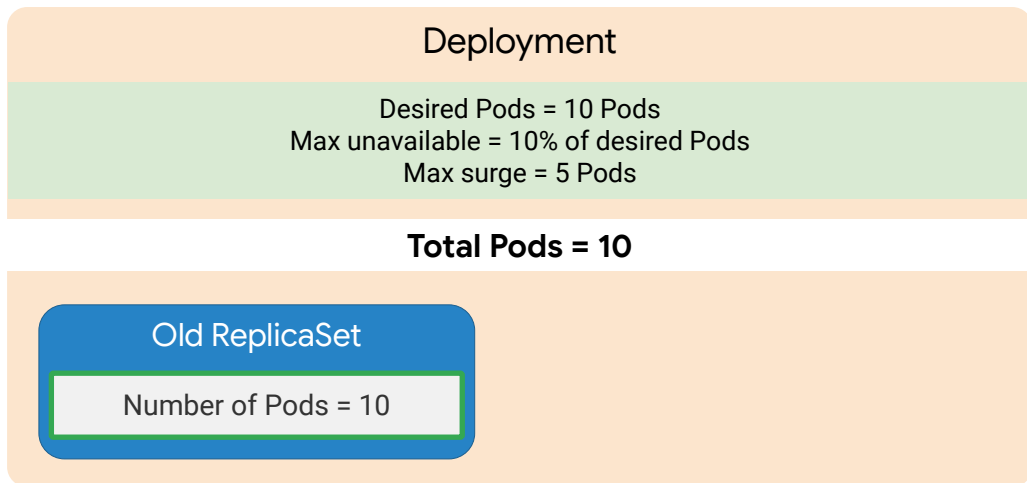 Deployment
Desired Pods = 10 Pods
Max unavailable = 10% of desired Pods
Max surge = 5 Pods
Total Pods = 10
Old ReplicaSet
Number of Pods = 10